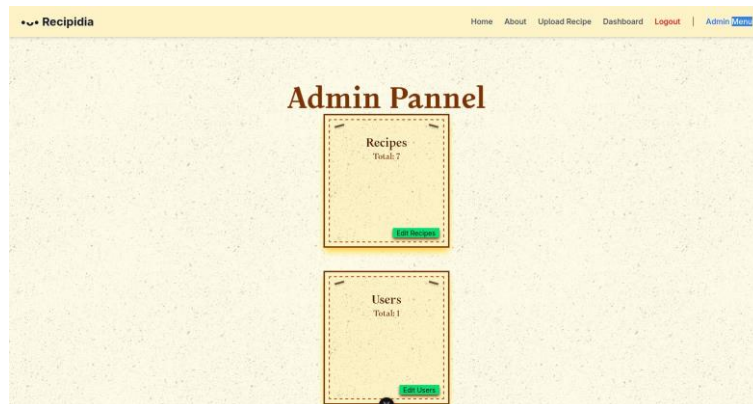 Recipidia
Home About Upload Recipe Dashboard Logout | Admin Menu
Admin Pannel
Recipes
Total: 7
Edit Recipes
Users
Total: 1
Edit Users